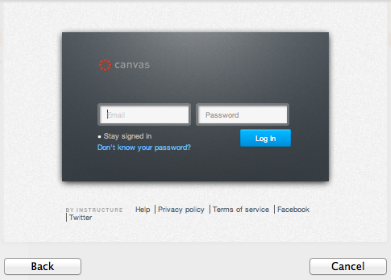 canvas
Email Password
• Stay signed in Log In
Don't know your password?
BY INSTRUCTURE Help | Privacy policy | Terms of service | Facebook
| Twitter
Back Cancel